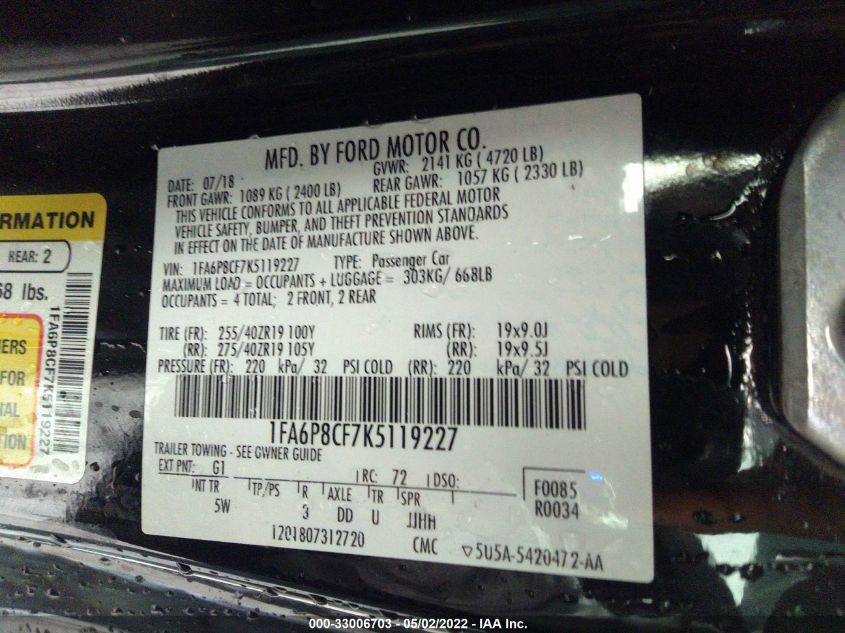 MFD. BY FORD MOTOR CO.
DATE: 07/18 GVWR: 2141 KG ( 4720 LB)
FRONT GAWR: 1089 KG ( 2400 LB) REAR GAWR: 1057 KG ( 2330 LB)
THIS VEHICLE CONFORMS TO ALL APPLICABLE FEDERAL MOTOR
VEHICLE SAFETY, BUMPER, AND THEFT PREVENTION STANDARDS
IN EFFECT ON THE DATE OF MANUFACTURE SHOWN ABOVE.
VIN: 1FA6P8CF7K5119227 TYPE: Passenger Car
MAXIMUM LOAD = OCCUPANTS + LUGGAGE = 303KG/ 668LB
OCCUPANTS = 4 TOTAL; 2 FRONT, 2 REAR
TIRE (FR): 255/40ZR19 100Y RIMS (FR): 19x9.0J
(RR): 275/40ZR19 105Y (RR): 19x9.5J
PRESSURE (FR): 220 kPa/ 32 PSI COLD (RR): 220 kPa/ 32 PSI COLD
1FA6P8CF7K5119227
TRAILER TOWING - SEE OWNER GUIDE
EXT PNT: G1 RC: 72 DSO: F0085
INT TR TP/PS R AXLE TR SPR R0034
5W 3 DD U JJHH
1201807312720 CMC ▽5U5A-5420472-AA
REAR: 2
68 lbs.
1FA6P8CF7K5119227
FOR
000-33006703 - 05/02/2022 - IAA Inc.